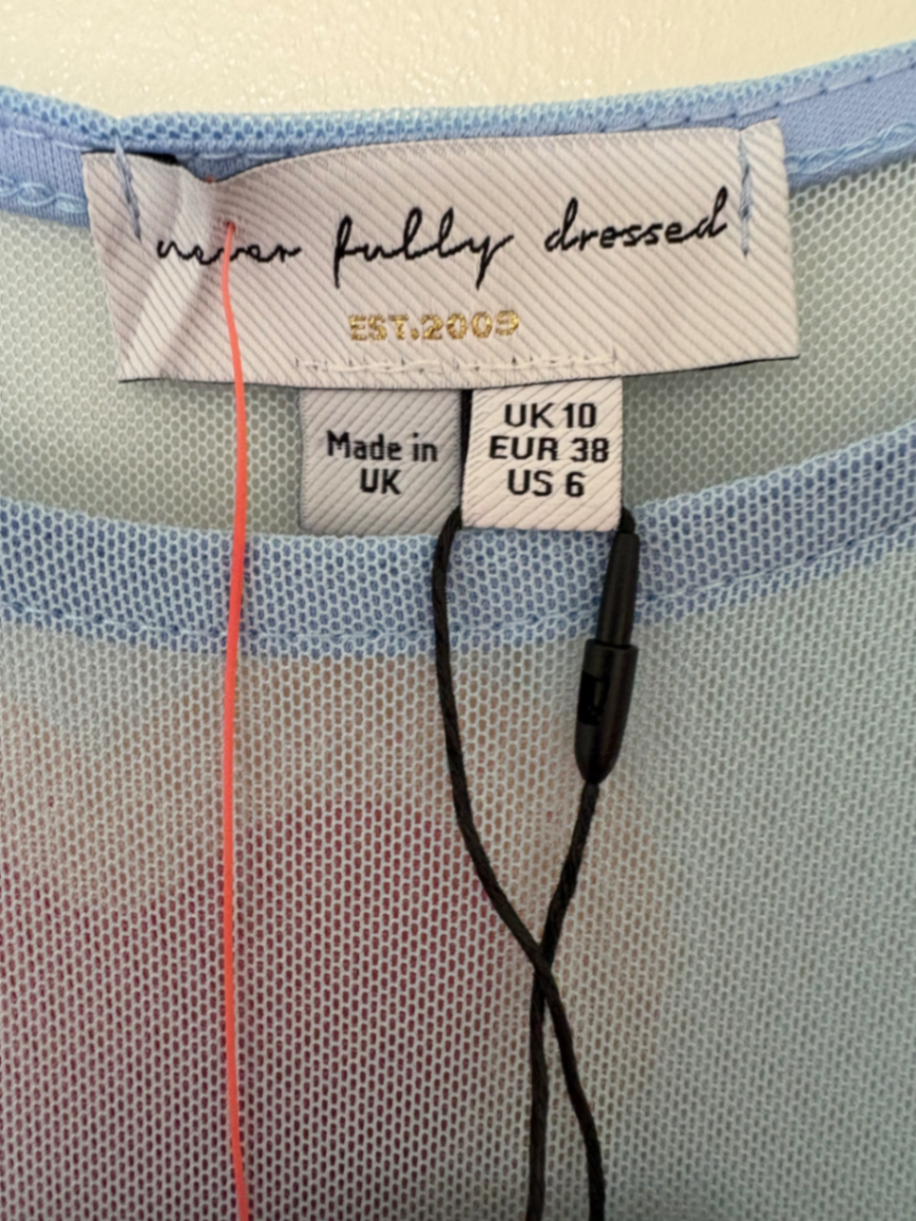 never fully dressed
EST.2009
Made in
UK
UK 10
EUR 38
US 6